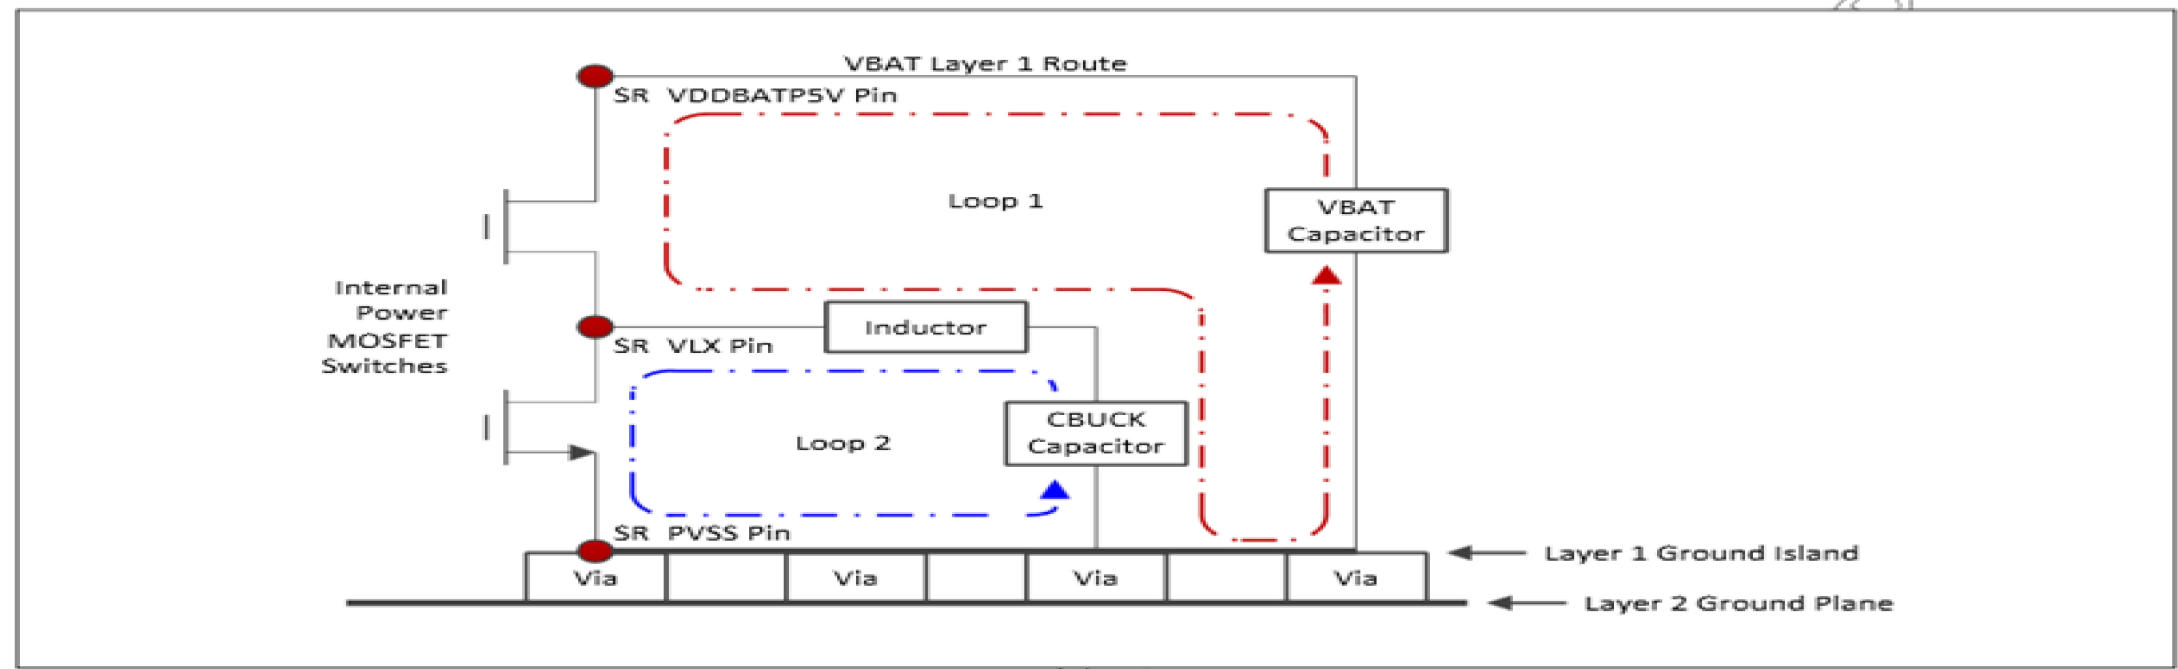 VBAT Layer 1 Route
SR VDDBATP5V Pin
Loop 1
VBAT
Capacitor
Internal
Power
MOSFET
Switches
Inductor
SR VLX Pin
CBUCK
Capacitor
Loop 2
SR PVSS Pin
Via
Via
Via
Via
Layer 1 Ground Island
Layer 2 Ground Plane